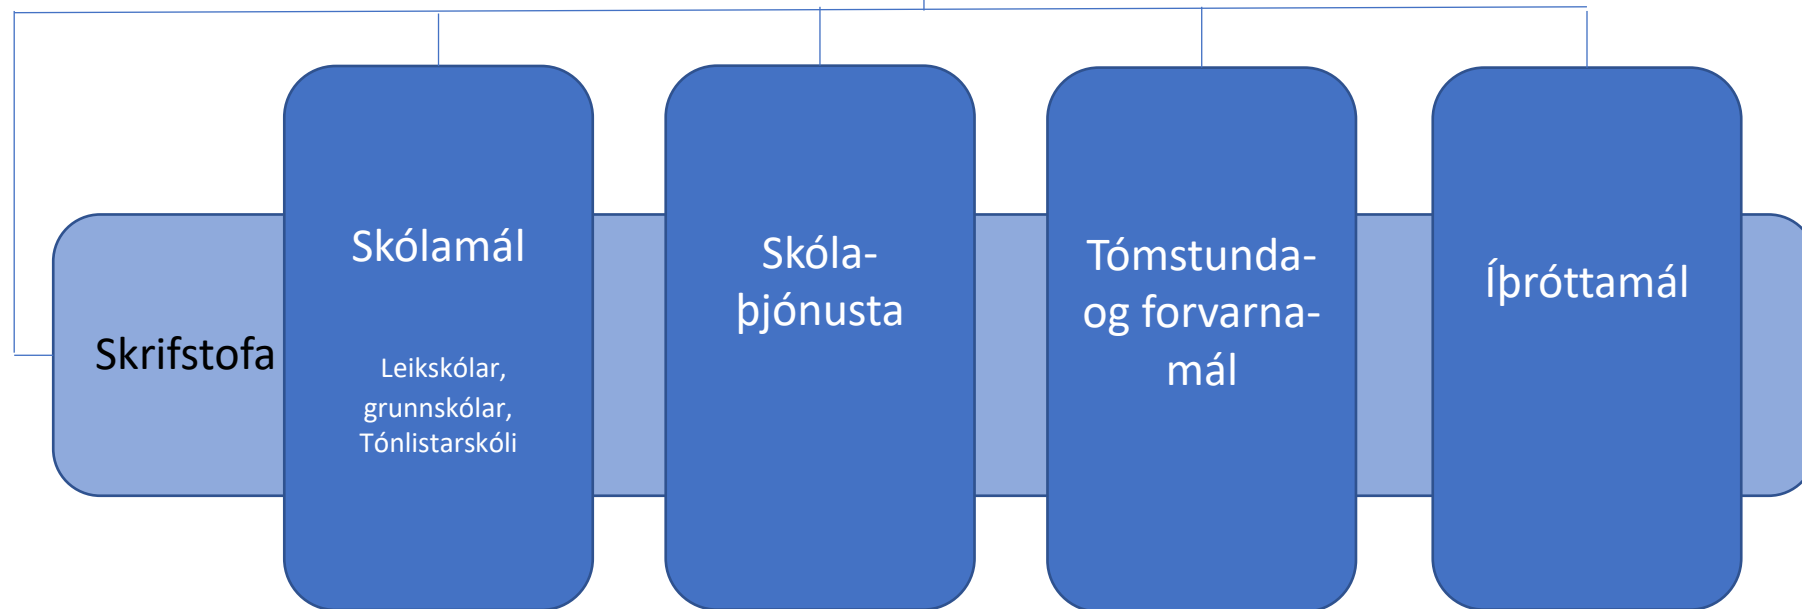 Skrifstofa
Skólamál
Leikskólar,
grunnskólar,
Tónlistarskóli
Skóla-
þjónusta
Tómstunda-
og forvarna-
mál
Íþróttamál